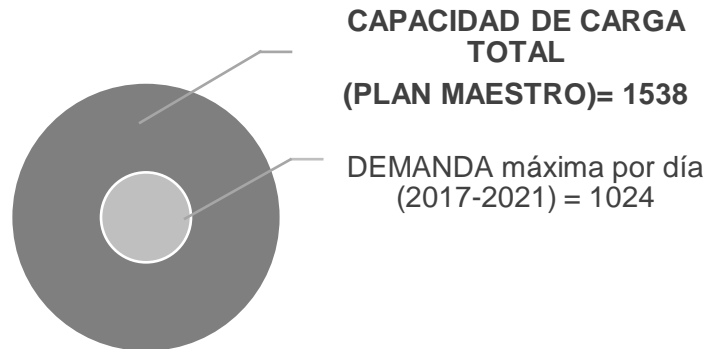 CAPACIDAD DE CARGA
TOTAL
(PLAN MAESTRO)= 1538
DEMANDA máxima por día
(2017-2021) = 1024